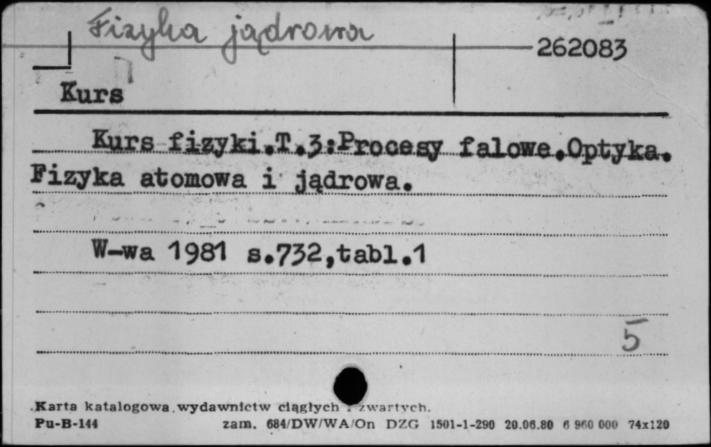 Fizyka jądrowa
262083
Kurs
Kurs fizyki.T.3:Procesy falowe.Optyka.
Fizyka atomowa i jądrowa.
W-wa 1981 s.732,tabl.1
5
Karta katalogowa wydawnictw ciągłych i zwartych.
Pu-B-144 zam. 684/DW/WA/On DZG 1501-1-290 20.06.80 6 960 000 74x120